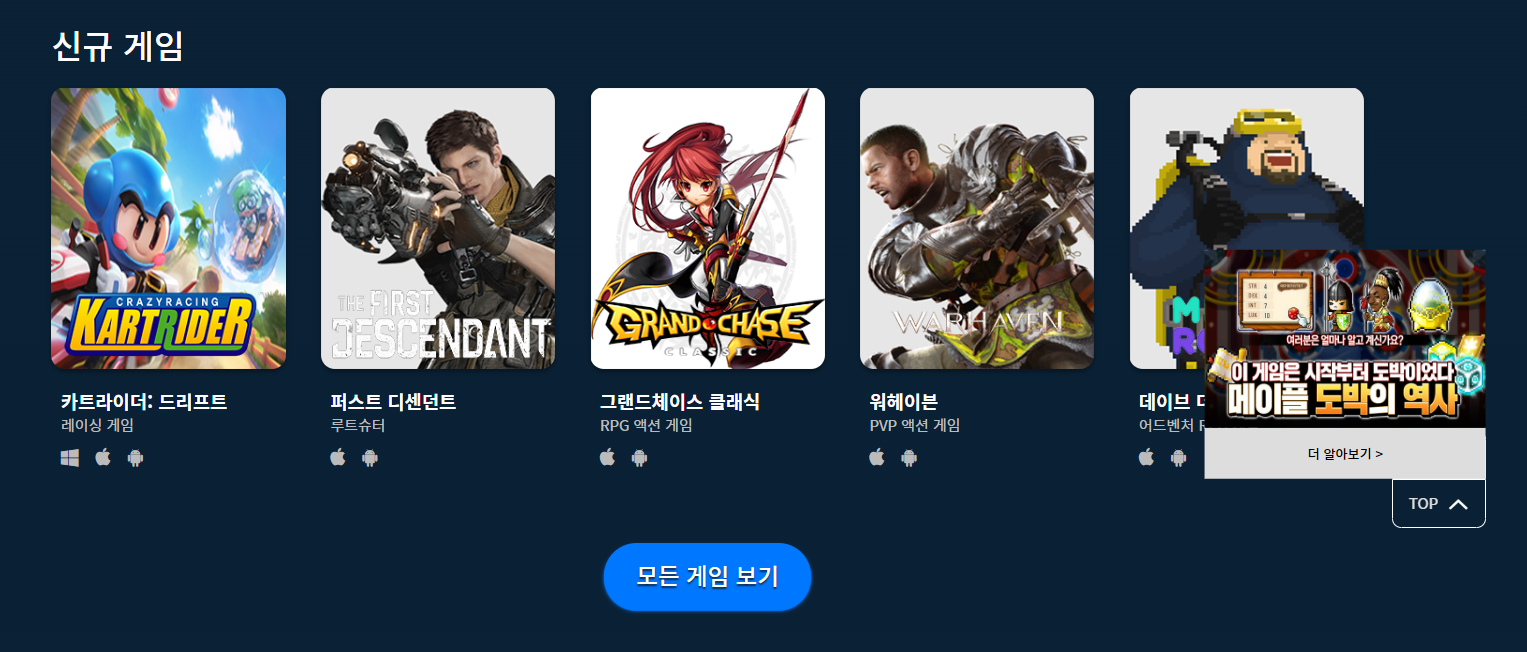 신규 게임
CRAZYRACING
KARTRIDER
THE FIRST
DESCENDANT
GRAND CHASE
CLASSIC
WARHAVEN
카트라이더: 드리프트
레이싱 게임
퍼스트 디센던트
루트슈터
그랜드체이스 클래식
RPG 액션 게임
워헤이븐
PVP 액션 게임
데이브
어드벤처
STR 4
DEX 4
INT 7
LUK 10
여러분은 얼마나 알고 계신가요?
이 게임은 시작부터 도박이었다
메이플 도박의 역사
더 알아보기 >
TOP
모든 게임 보기